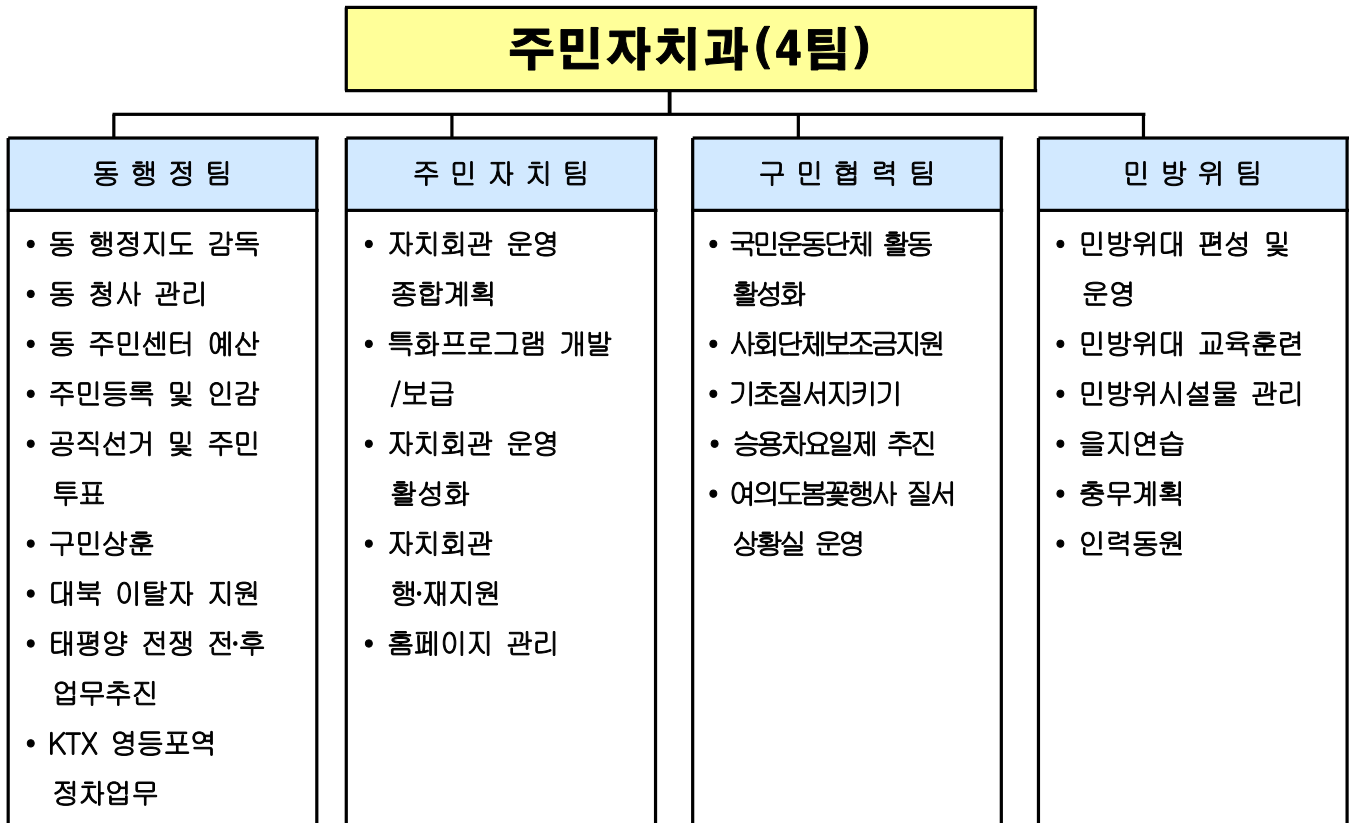 주민자치과(4팀)
동 행 정 팀
• 동 행정지도 감독
• 동 청사 관리
• 동 주민센터 예산
• 주민등록 및 인감
• 공직선거 및 주민
투표
• 구민상훈
• 대북 이탈자 지원
• 태평양 전쟁 전·후
업무추진
• KTX 영등포역
정차업무
주 민 자 치 팀
• 자치회관 운영
종합계획
• 특화프로그램 개발
/보급
• 자치회관 운영
활성화
• 자치회관
행·재지원
• 홈페이지 관리
구 민 협 력 팀
• 국민운동단체 활동
활성화
• 사회단체보조금지원
• 기초질서지키기
• 승용차요일제 추진
• 여의도봄꽃행사 질서
상황실 운영
민 방 위 팀
• 민방위대 편성 및
운영
• 민방위대 교육훈련
• 민방위시설물 관리
• 을지연습
• 충무계획
• 인력동원